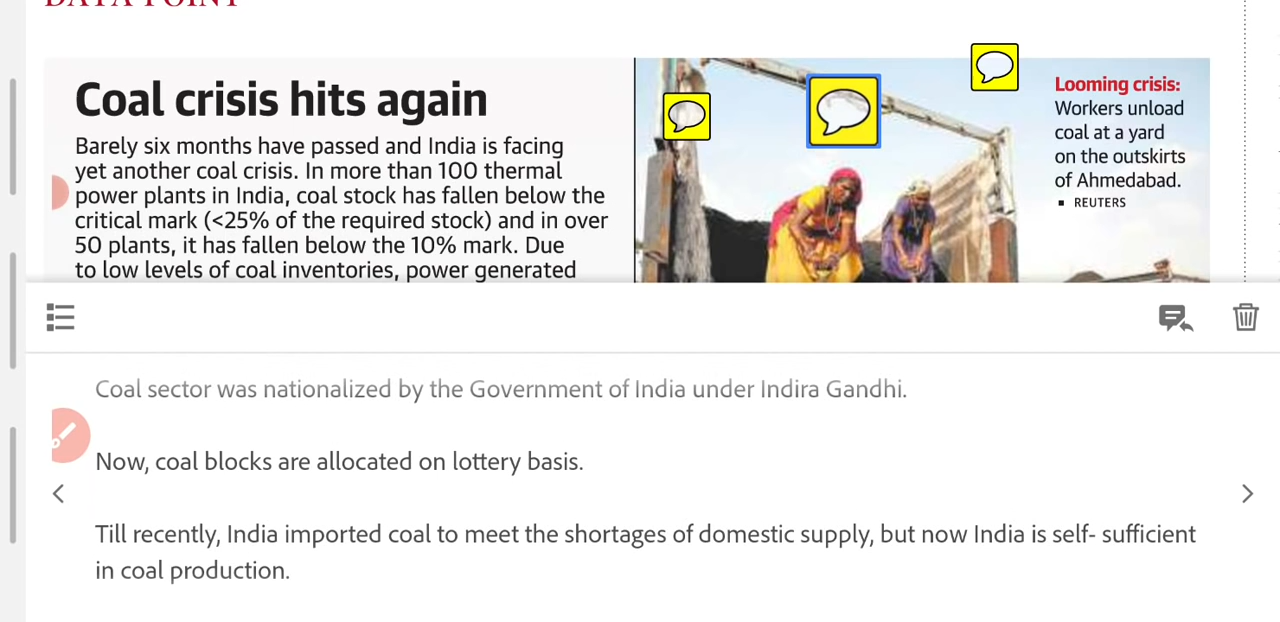 DATA POINT
Coal crisis hits again
Barely six months have passed and India is facing
yet another coal crisis. In more than 100 thermal
power plants in India, coal stock has fallen below the
critical mark (<25% of the required stock) and in over
50 plants, it has fallen below the 10% mark. Due
to low levels of coal inventories, power generated
Looming crisis:
Workers unload
coal at a yard
on the outskirts
of Ahmedabad.
▪ REUTERS
Coal sector was nationalized by the Government of India under Indira Gandhi.
Now, coal blocks are allocated on lottery basis.
Till recently, India imported coal to meet the shortages of domestic supply, but now India is self- sufficient
in coal production.